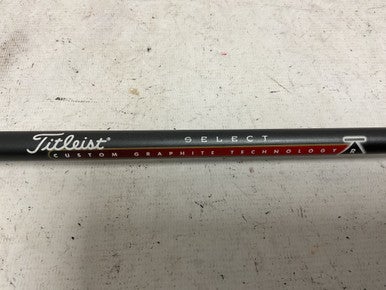 Titleist® SELECT
CUSTOM GRAPHITE TECHNOLOGY R